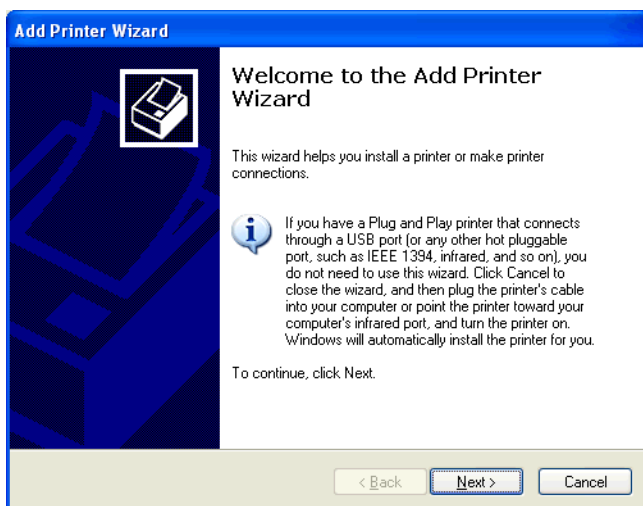 Add Printer Wizard
Welcome to the Add Printer
Wizard
This wizard helps you install a printer or make printer
connections.
If you have a Plug and Play printer that connects
through a USB port (or any other hot pluggable
port, such as IEEE 1394, infrared, and so on), you
do not need to use this wizard. Click Cancel to
close the wizard, and then plug the printer's cable
into your computer or point the printer toward your
computer's infrared port, and turn the printer on.
Windows will automatically install the printer for you.
To continue, click Next.
< Back Next > Cancel